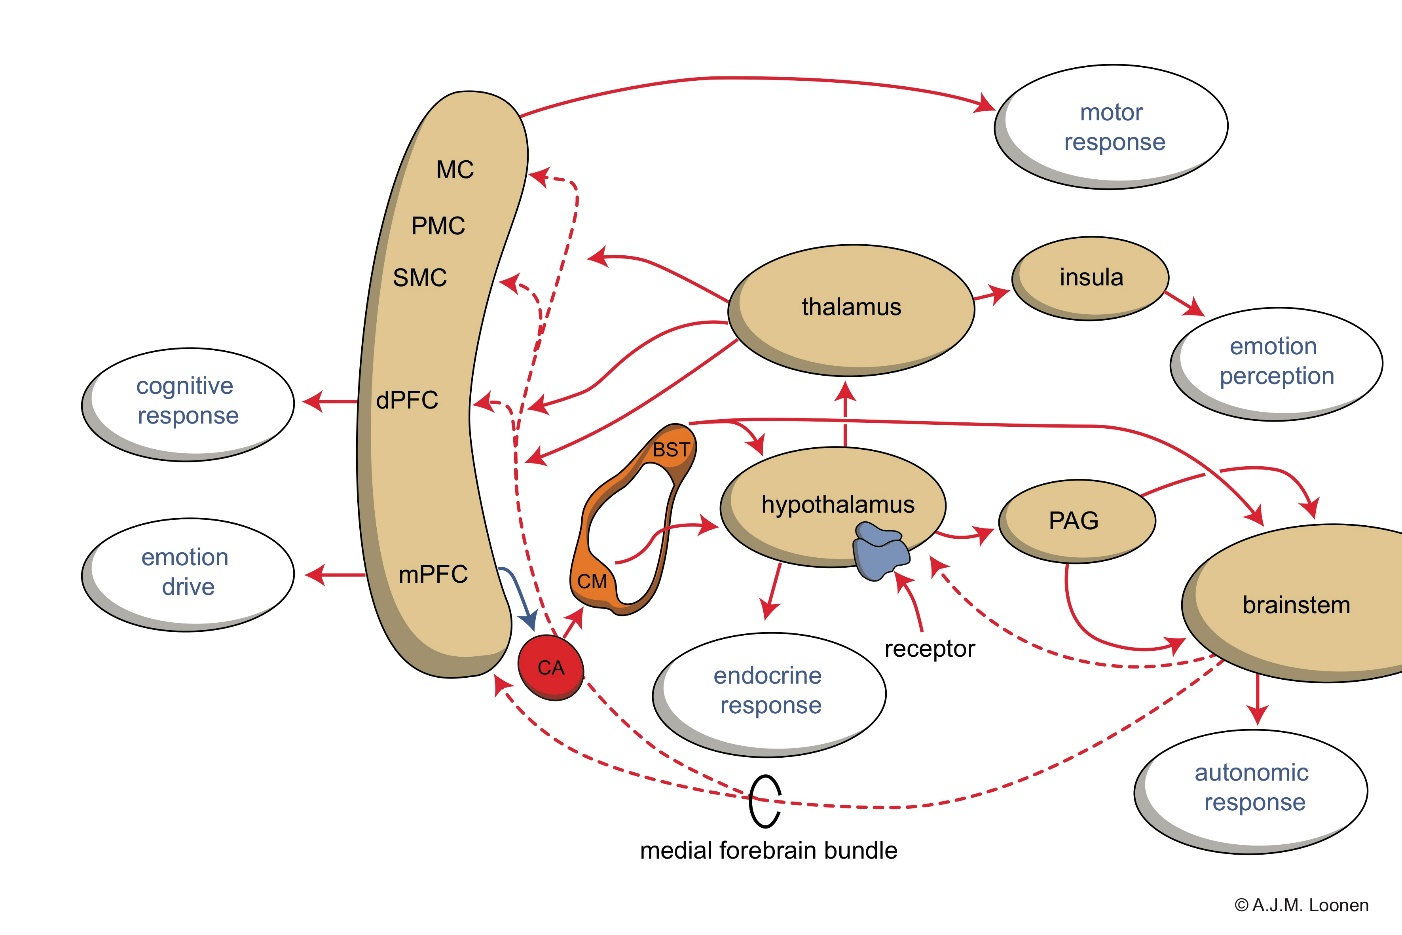 motor
response
MC
PMC
SMC
thalamus
insula
emotion
perception
cognitive
response
dPFC
BST
hypothalamus
PAG
emotion
drive
mPFC
CM
brainstem
CA
receptor
endocrine
response
autonomic
response
medial forebrain bundle
© A.J.M. Loonen